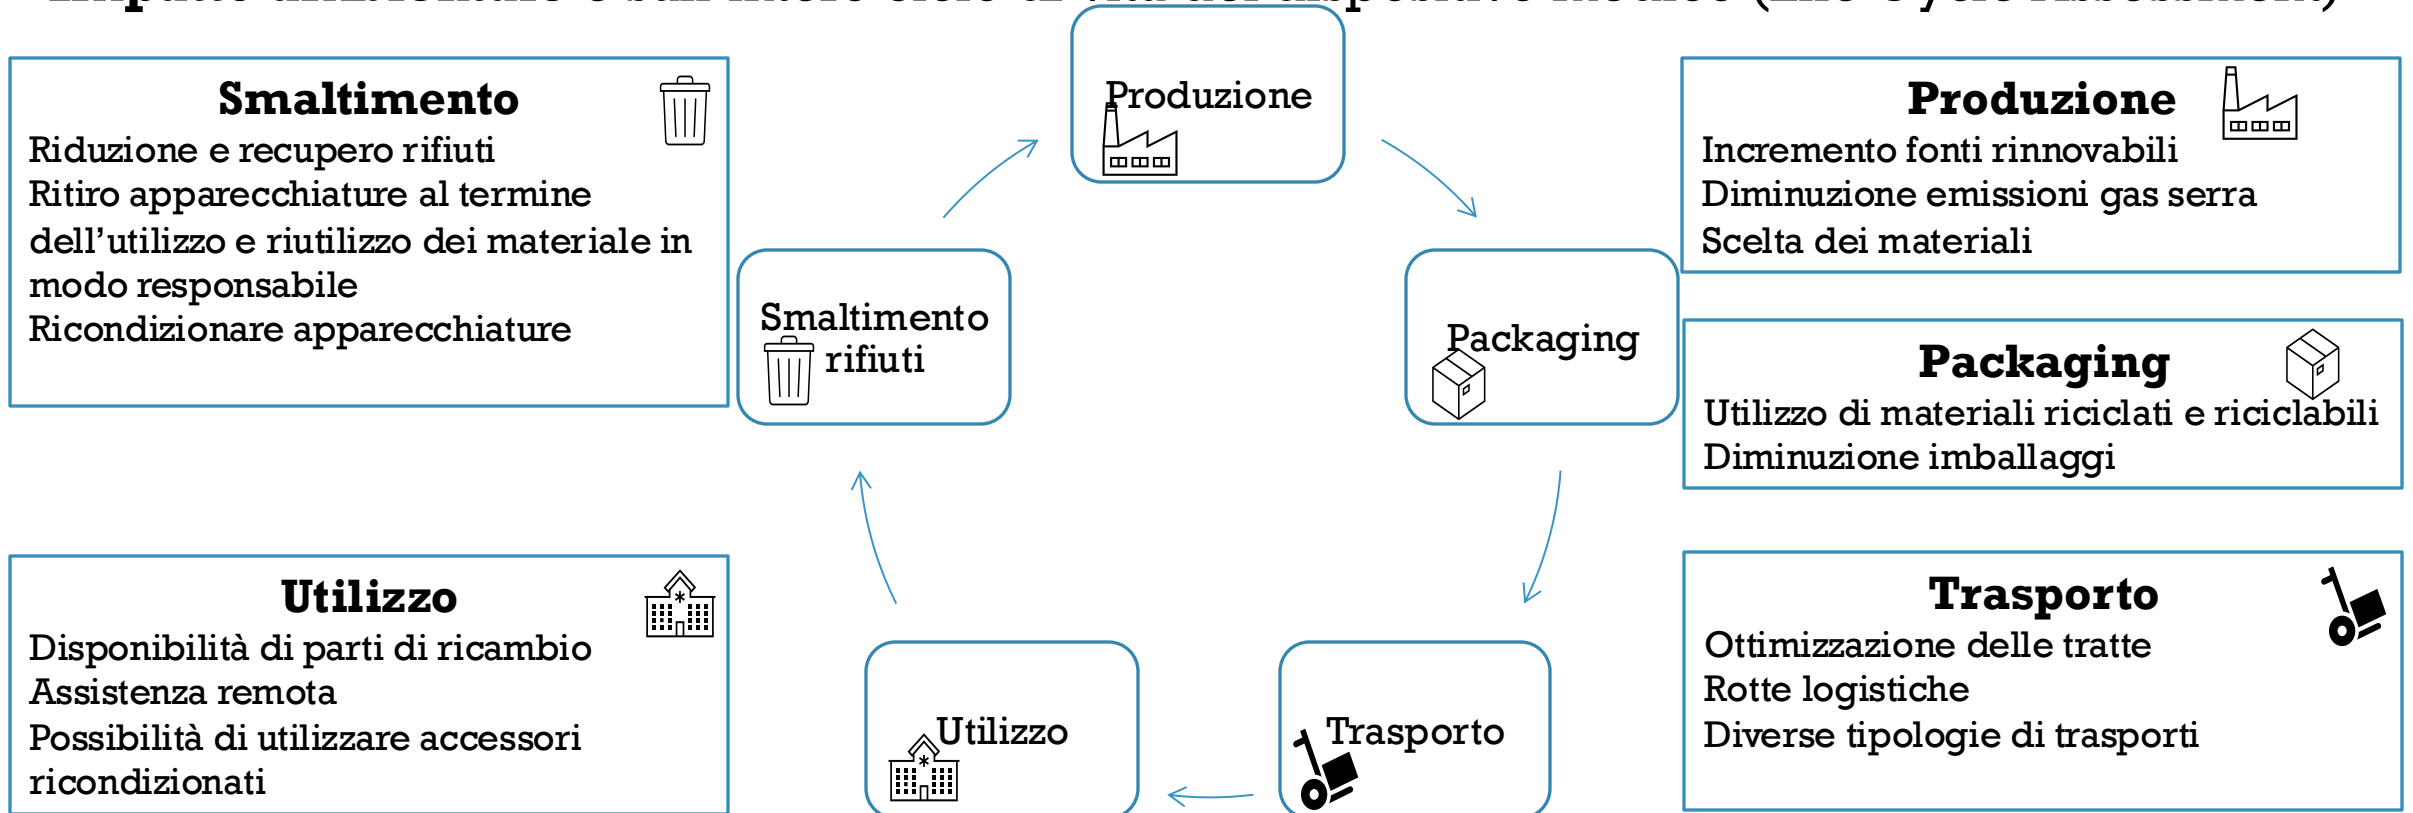 Smaltimento
Riduzione e recupero rifiuti
Ritiro apparecchiature al termine
dell’utilizzo e riutilizzo dei materiale in
modo responsabile
Ricondizionare apparecchiature
Produzione
Smaltimento
rifiuti
Packaging
Utilizzo
Trasporto
Produzione
Incremento fonti rinnovabili
Diminuzione emissioni gas serra
Scelta dei materiali
Packaging
Utilizzo di materiali riciclati e riciclabili
Diminuzione imballaggi
Utilizzo
Disponibilità di parti di ricambio
Assistenza remota
Possibilità di utilizzare accessori
ricondizionati
Trasporto
Ottimizzazione delle tratte
Rotte logistiche
Diverse tipologie di trasporti